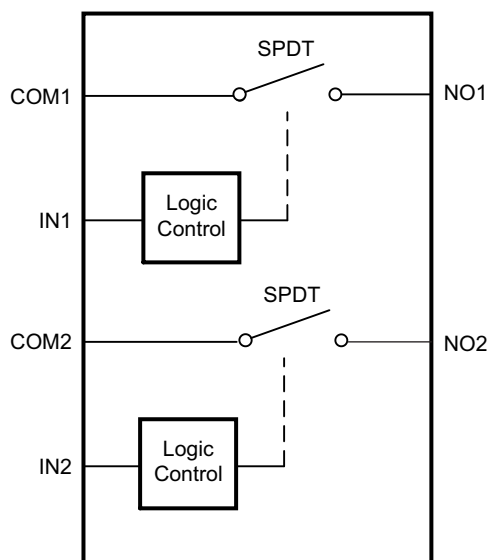 SPDT
COM1
NO1
IN1
Logic
Control
SPDT
COM2
NO2
IN2
Logic
Control